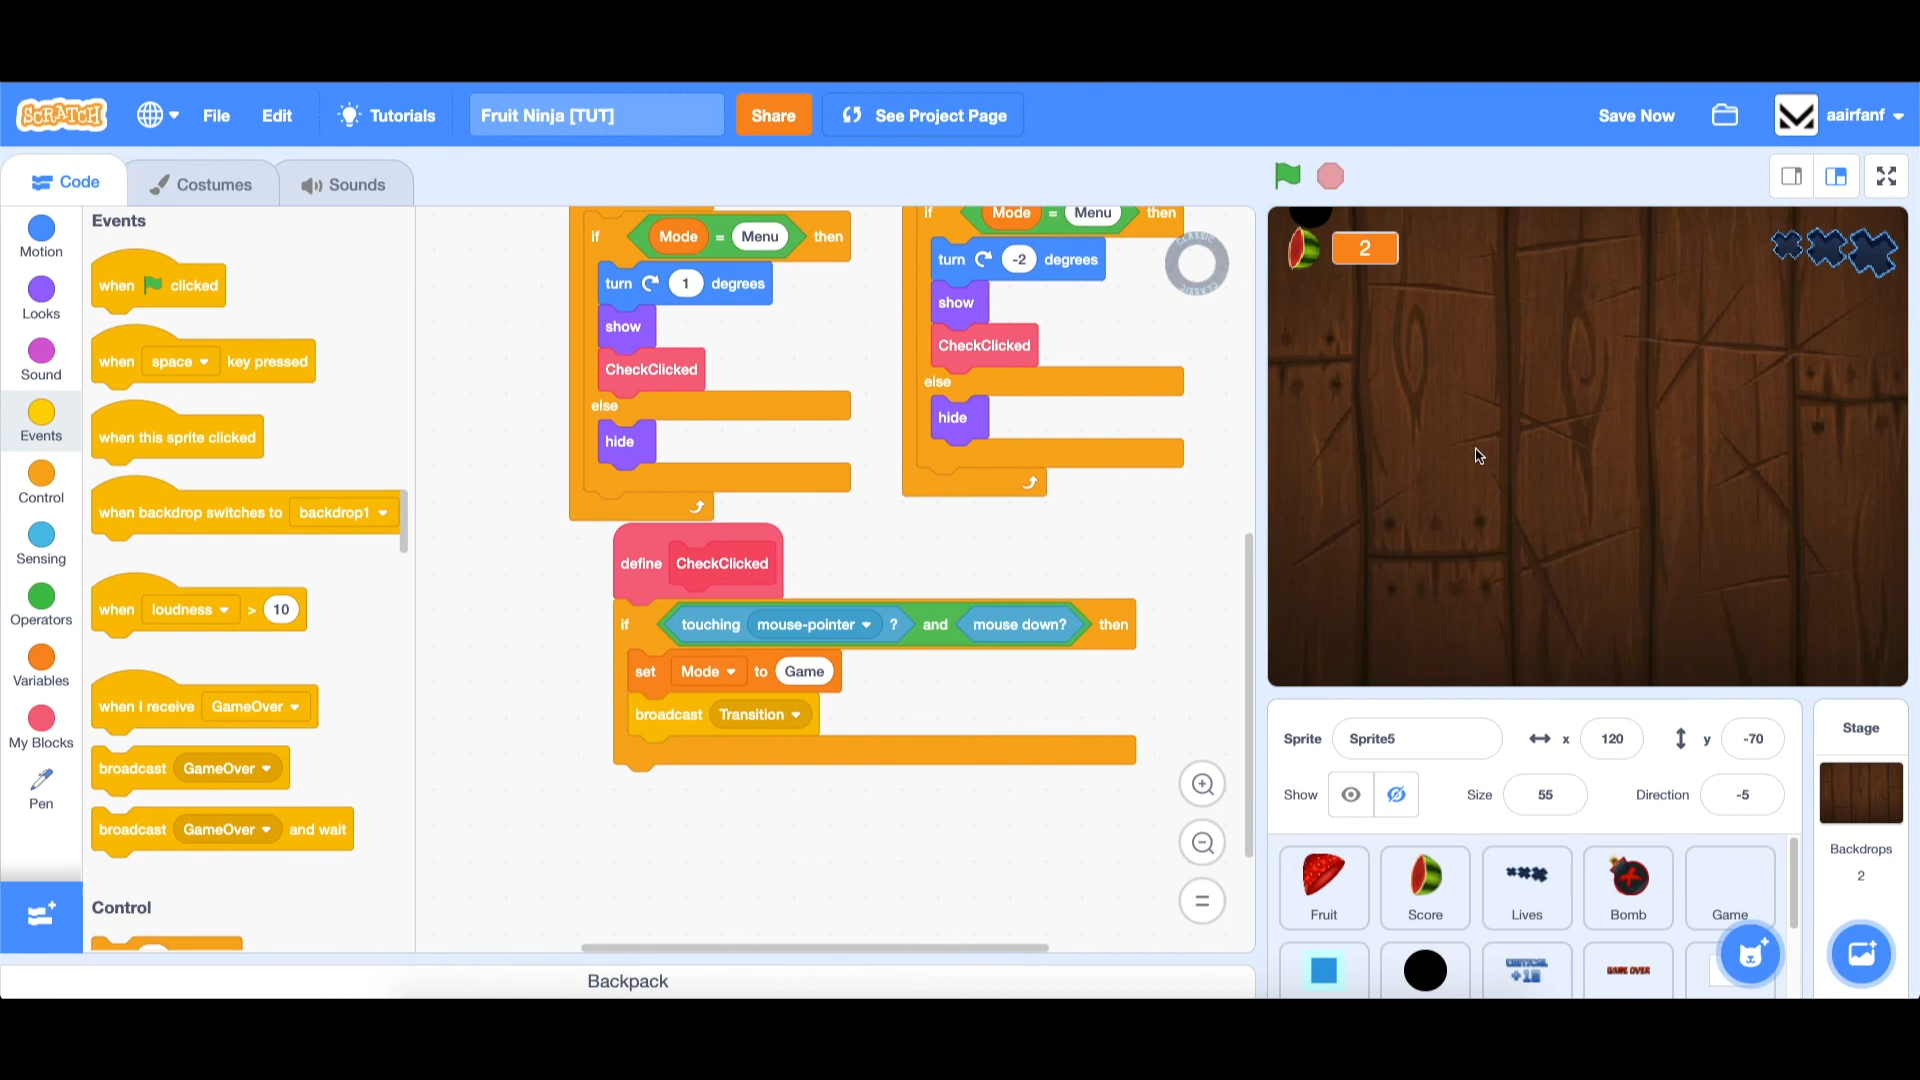 SCRATCH File Edit Tutorials Fruit Ninja [TUT] Share See Project Page Save Now aairfanf
Code Costumes Sounds
Motion
Looks
Sound
Events
Control
Sensing
Operators
Variables
My Blocks
Pen
Events
when clicked
when space key pressed
when this sprite clicked
when backdrop switches to backdrop1
when loudness > 10
when I receive GameOver
broadcast GameOver
broadcast GameOver and wait
Control
if Mode = Menu then
turn 1 degrees
show
CheckClicked
else
hide
if Mode = Menu then
turn -2 degrees
show
CheckClicked
else
hide
CLASSIC
CLASSIC
define CheckClicked
if touching mouse-pointer ? and mouse down? then
set Mode to Game
broadcast Transition
Backpack
2
Sprite Sprite5 x 120 y -70
Show Size 55 Direction -5
Fruit
Score
Lives
Bomb
Game
CRITICAL
+10
GAME OVER
Stage
Backdrops
2